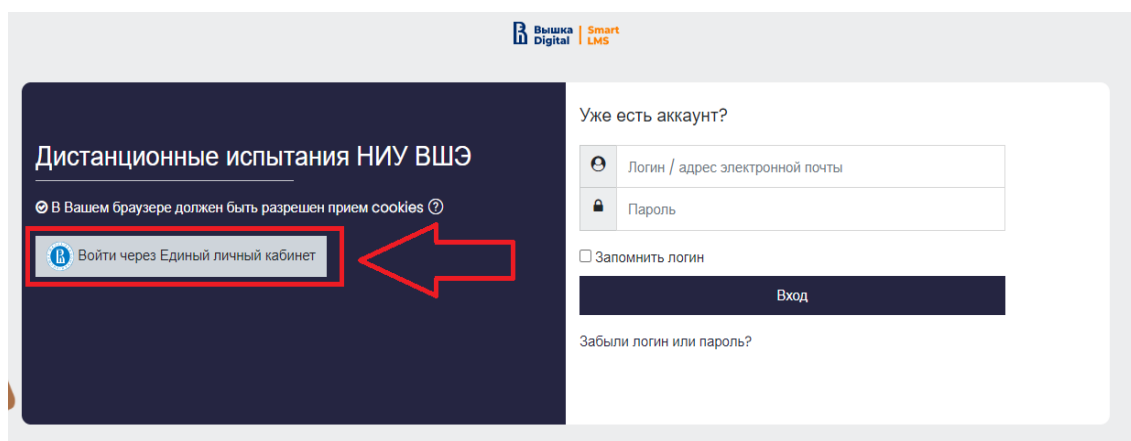 Вышка Digital | Smart LMS
Дистанционные испытания НИУ ВШЭ
В Вашем браузере должен быть разрешен прием cookies
Войти через Единый личный кабинет
Уже есть аккаунт?
Логин / адрес электронной почты
Пароль
Запомнить логин
Вход
Забыли логин или пароль?